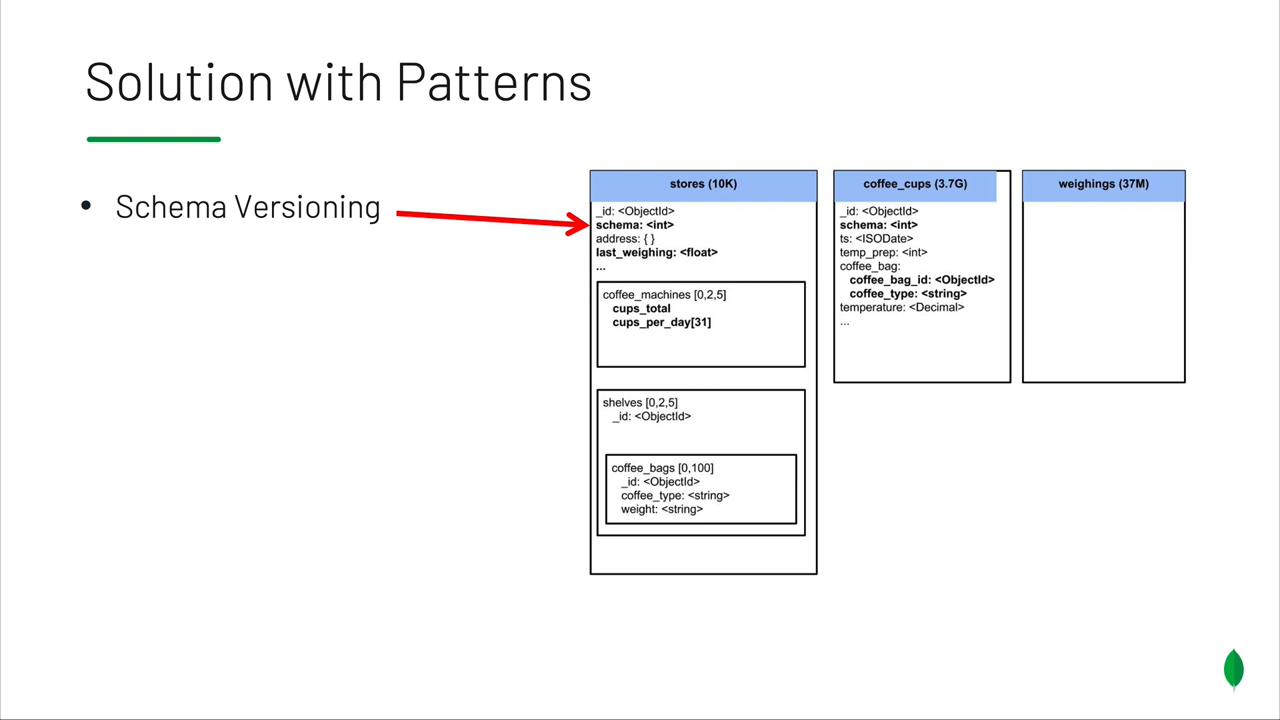 Solution with Patterns
• Schema Versioning
stores (10K)
_id: <ObjectId>
schema: <int>
address: { }
last_weighing: <float>
...
coffee_machines [0,2,5]
cups_total
cups_per_day[31]
shelves [0,2,5]
_id: <ObjectId>
coffee_bags [0,100]
_id: <ObjectId>
coffee_type: <string>
weight: <string>
coffee_cups (3.7G)
_id: <ObjectId>
schema: <int>
ts: <ISODate>
temp_prep: <int>
coffee_bag:
coffee_bag_id: <ObjectId>
coffee_type: <string>
temperature: <Decimal>
...
weighings (37M)